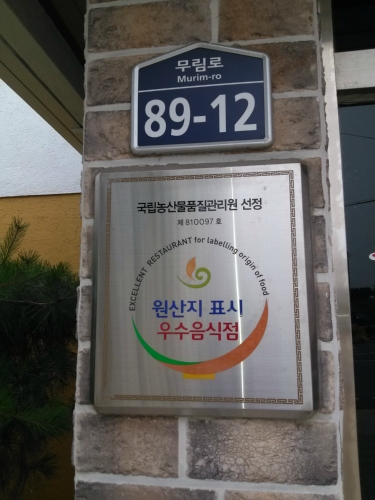 무림로
Murim-ro
89-12
국립농산물품질관리원 선정
제 810097 호
EXCELLENT RESTAURANT for labelling origin of food
원산지 표시
우수음식점